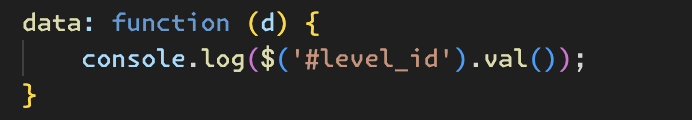 data: function (d) {
    console.log($('#level_id').val());
}